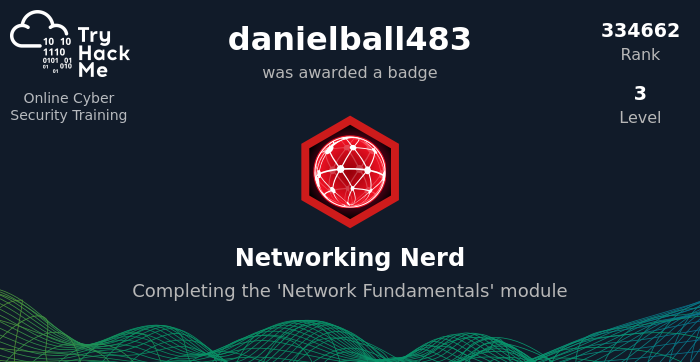 Try
Hack
Me
10 10
1110
0101 01
01 010
01
Online Cyber
Security Training
danielball483
was awarded a badge
334662
Rank
3
Level
Networking Nerd
Completing the 'Network Fundamentals' module